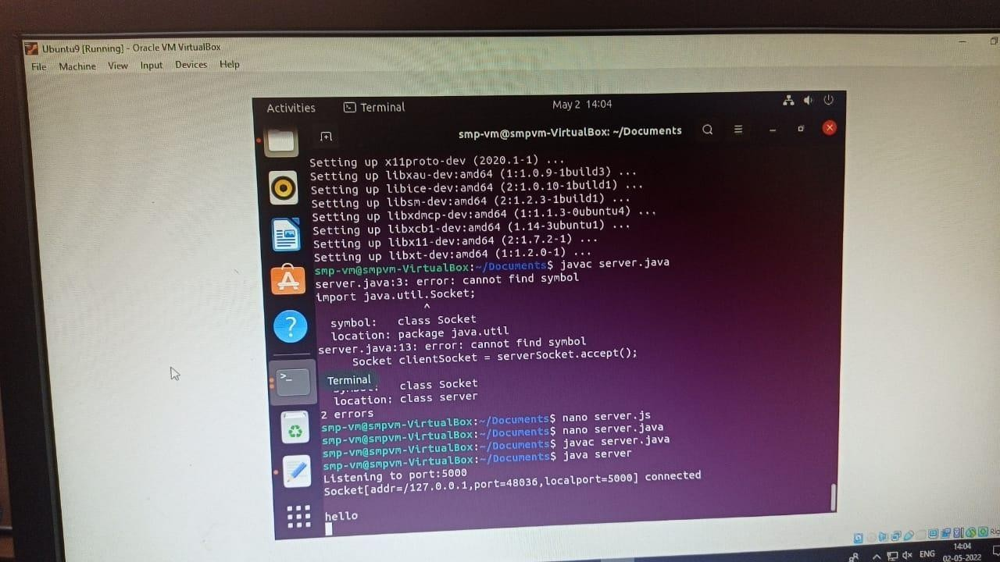 Ubuntu9 [Running] - Oracle VM VirtualBox
File Machine View Input Devices Help
Activities Terminal May 2 14:04
smp-vm@smpvm-VirtualBox: ~/Documents
Setting up x11proto-dev (2020.1-1) ...
Setting up libxau-dev:amd64 (1:1.0.9-1build3) ...
Setting up libice-dev:amd64 (2:1.0.10-1build1) ...
Setting up libsm-dev:amd64 (2:1.2.3-1build1) ...
Setting up libxdmcp-dev:amd64 (1:1.1.3-0ubuntu4) ...
Setting up libxcb1-dev:amd64 (1.14-3ubuntu1) ...
Setting up libx11-dev:amd64 (2:1.7.2-1) ...
Setting up libxt-dev:amd64 (1:1.2.0-1) ...
smp-vm@smpvm-VirtualBox:~/Documents$ javac server.java
server.java:3: error: cannot find symbol
import java.util.Socket;
^
symbol: class Socket
location: package java.util
server.java:13: error: cannot find symbol
Socket clientSocket = serverSocket.accept();
Terminal
class Socket
location: class server
2 errors
smp-vm@smpvm-VirtualBox:~/Documents$ nano server.js
smp-vm@smpvm-VirtualBox:~/Documents$ nano server.java
smp-vm@smpvm-VirtualBox:~/Documents$ javac server.java
smp-vm@smpvm-VirtualBox:~/Documents$ java server
Listening to port:5000
Socket[addr=/127.0.0.1,port=48036,localport=5000] connected
hello
ENG
14:04
02-05-2022